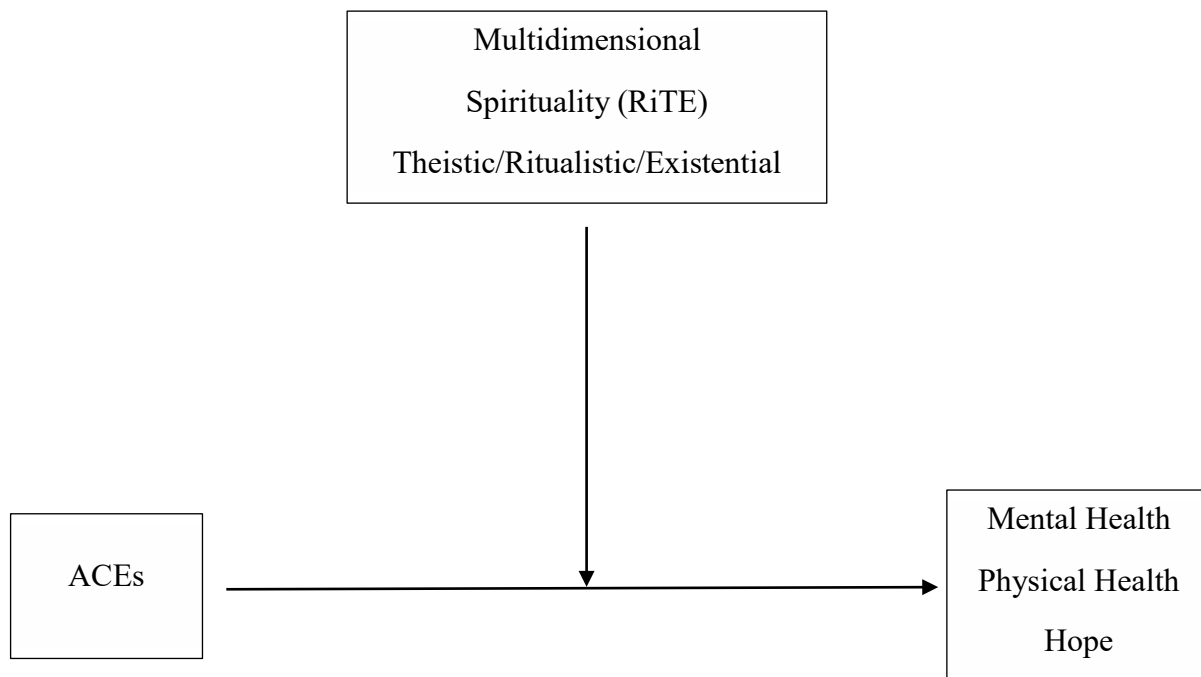 Multidimensional
Spirituality (RiTE)
Theistic/Ritualistic/Existential
ACEs
Mental Health
Physical Health
Hope